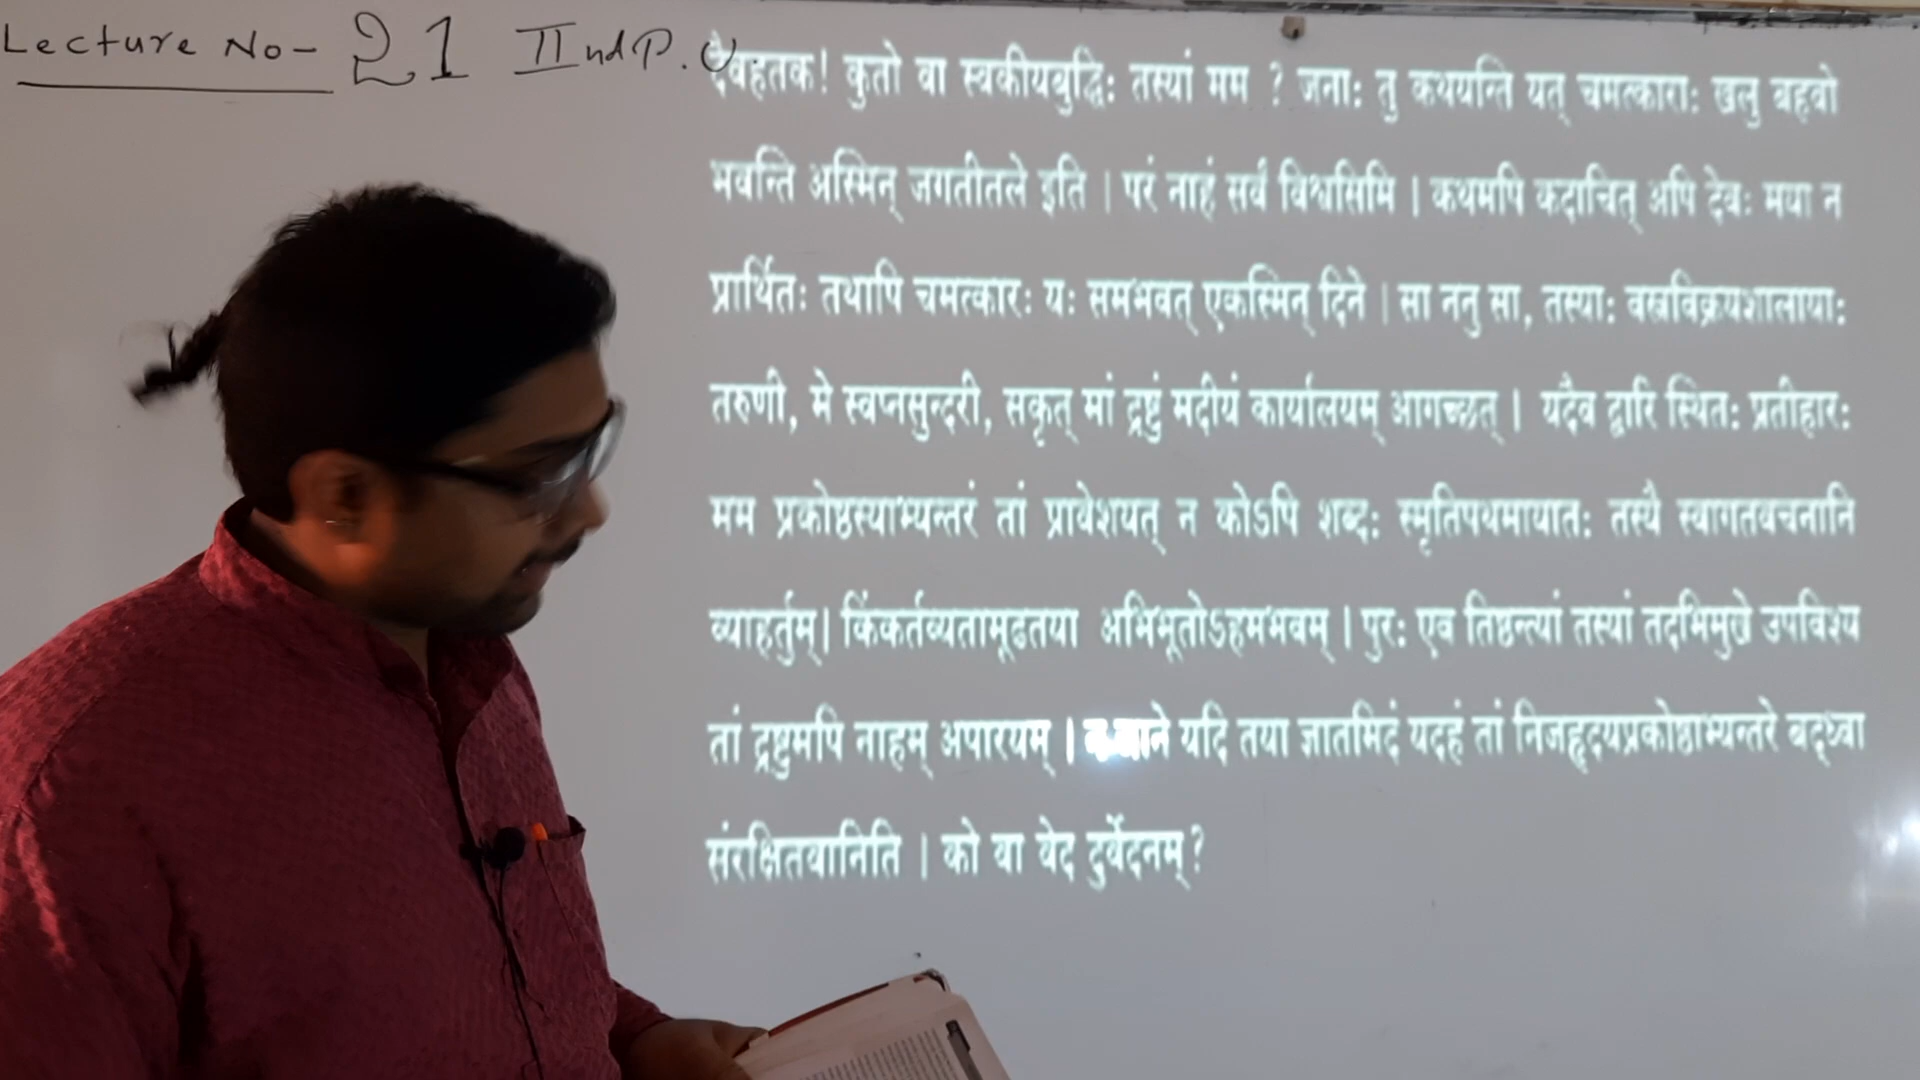 Lecture No- 21 IInd P.U.
दैवहतक! कुतो वा स्वकीयबुद्धिः तस्यां मम ? जनाः तु कथयन्ति यत् चमत्काराः खलु बहवो
भवन्ति अस्मिन् जगतीतले इति । परं नाहं सर्वं विश्वसिमि । कथमपि कदाचित् अपि देवः मया न
प्रार्थितः तथापि चमत्कारः यः समभवत् एकस्मिन् दिने । सा ननु सा, तस्याः वस्त्रविक्रयशालायाः
तरुणी, मे स्वप्नसुन्दरी, सकृत् मां द्रष्टुं मदीयं कार्यालयम् आगच्छत् । यदैव द्वारि स्थितः प्रतीहारः
मम प्रकोष्ठस्याभ्यन्तरं तां प्रावेशयत् न कोऽपि शब्दः स्मृतिपथमायातः तस्यै स्वागतवचनानि
व्याहर्तुम्। किंकर्तव्यतामूढतया अभिभूतोऽहमभवम् । पुरः एव तिष्ठन्त्यां तस्यां तदभिमुखे उपविश्य
तां द्रष्टुमपि नाहम् अपारयम् । न जाने यदि तया ज्ञातमिदं यदहं तां निजहृदयप्रकोष्ठाभ्यन्तरे बद्ध्वा
संरक्षितवानिति । को वा वेद दुर्वेदनम्?